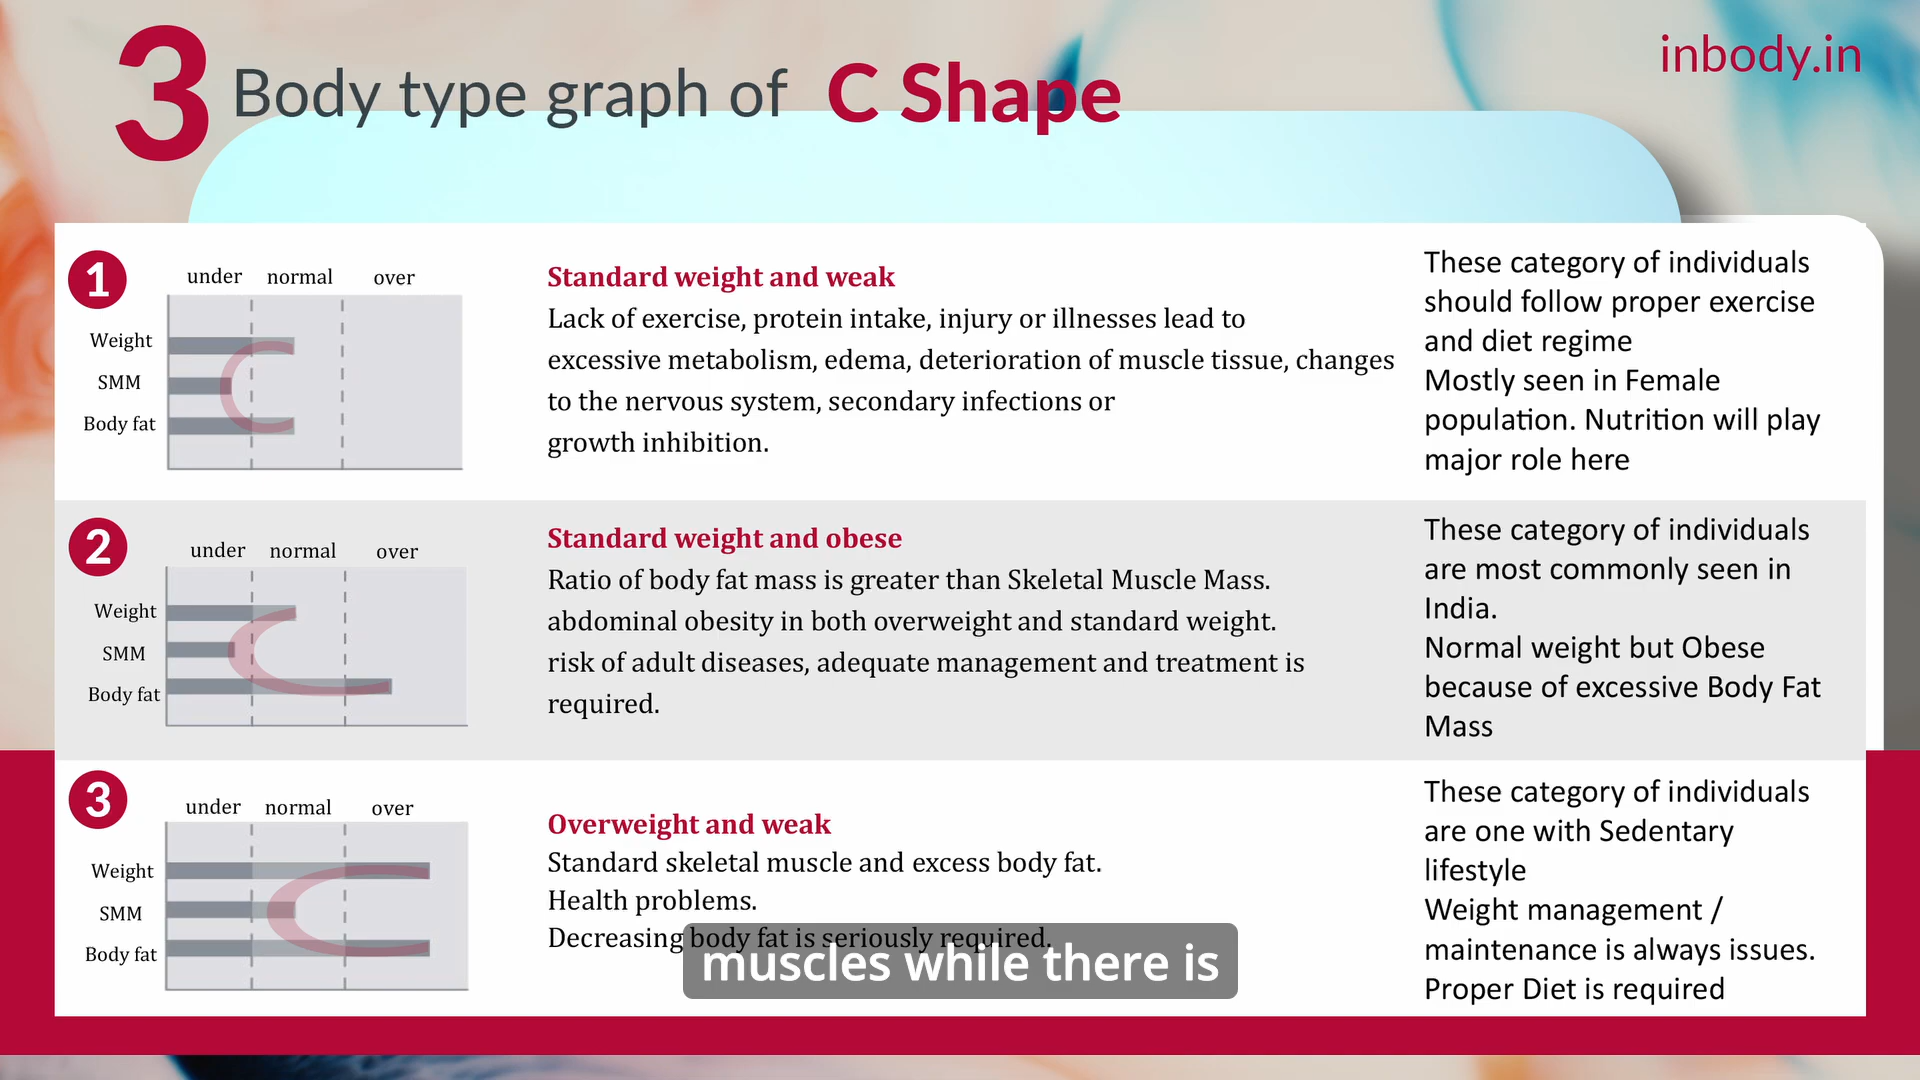 3 Body type graph of C Shape
inbody.in
1
under normal over
Weight
SMM
Body fat
Standard weight and weak
Lack of exercise, protein intake, injury or illnesses lead to
excessive metabolism, edema, deterioration of muscle tissue, changes
to the nervous system, secondary infections or
growth inhibition.
These category of individuals
should follow proper exercise
and diet regime
Mostly seen in Female
population. Nutrition will play
major role here
2
under normal over
Weight
SMM
Body fat
Standard weight and obese
Ratio of body fat mass is greater than Skeletal Muscle Mass.
abdominal obesity in both overweight and standard weight.
risk of adult diseases, adequate management and treatment is
required.
These category of individuals
are most commonly seen in
India.
Normal weight but Obese
because of excessive Body Fat
Mass
3
under normal over
Weight
SMM
Body fat
Overweight and weak
Standard skeletal muscle and excess body fat.
Health problems.
Decreasing body fat is seriously required.
These category of individuals
are one with Sedentary
lifestyle
Weight management /
maintenance is always issues.
Proper Diet is required
muscles while there is